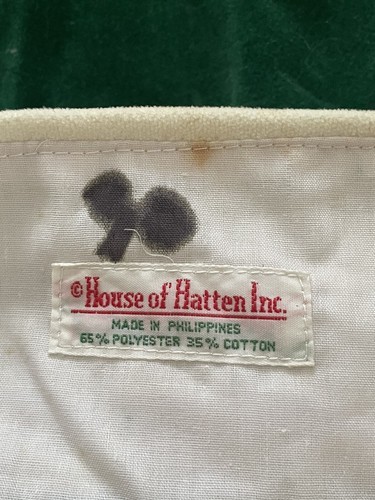 © House of Hatten Inc.
MADE IN PHILIPPINES
65% POLYESTER 35% COTTON